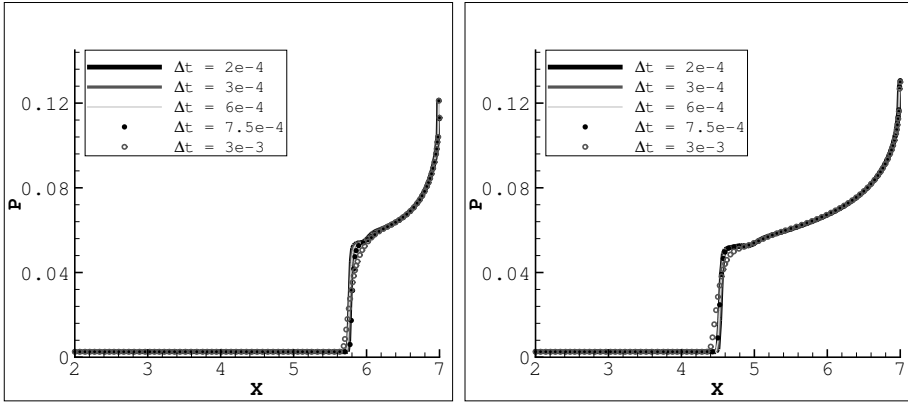 Δt = 2e-4
Δt = 3e-4
Δt = 6e-4
Δt = 7.5e-4
Δt = 3e-3
0.12
0.08
0.04
0
P
2 3 4 5 6 7
X
Δt = 2e-4
Δt = 3e-4
Δt = 6e-4
Δt = 7.5e-4
Δt = 3e-3
0.12
0.08
0.04
0
P
2 3 4 5 6 7
X